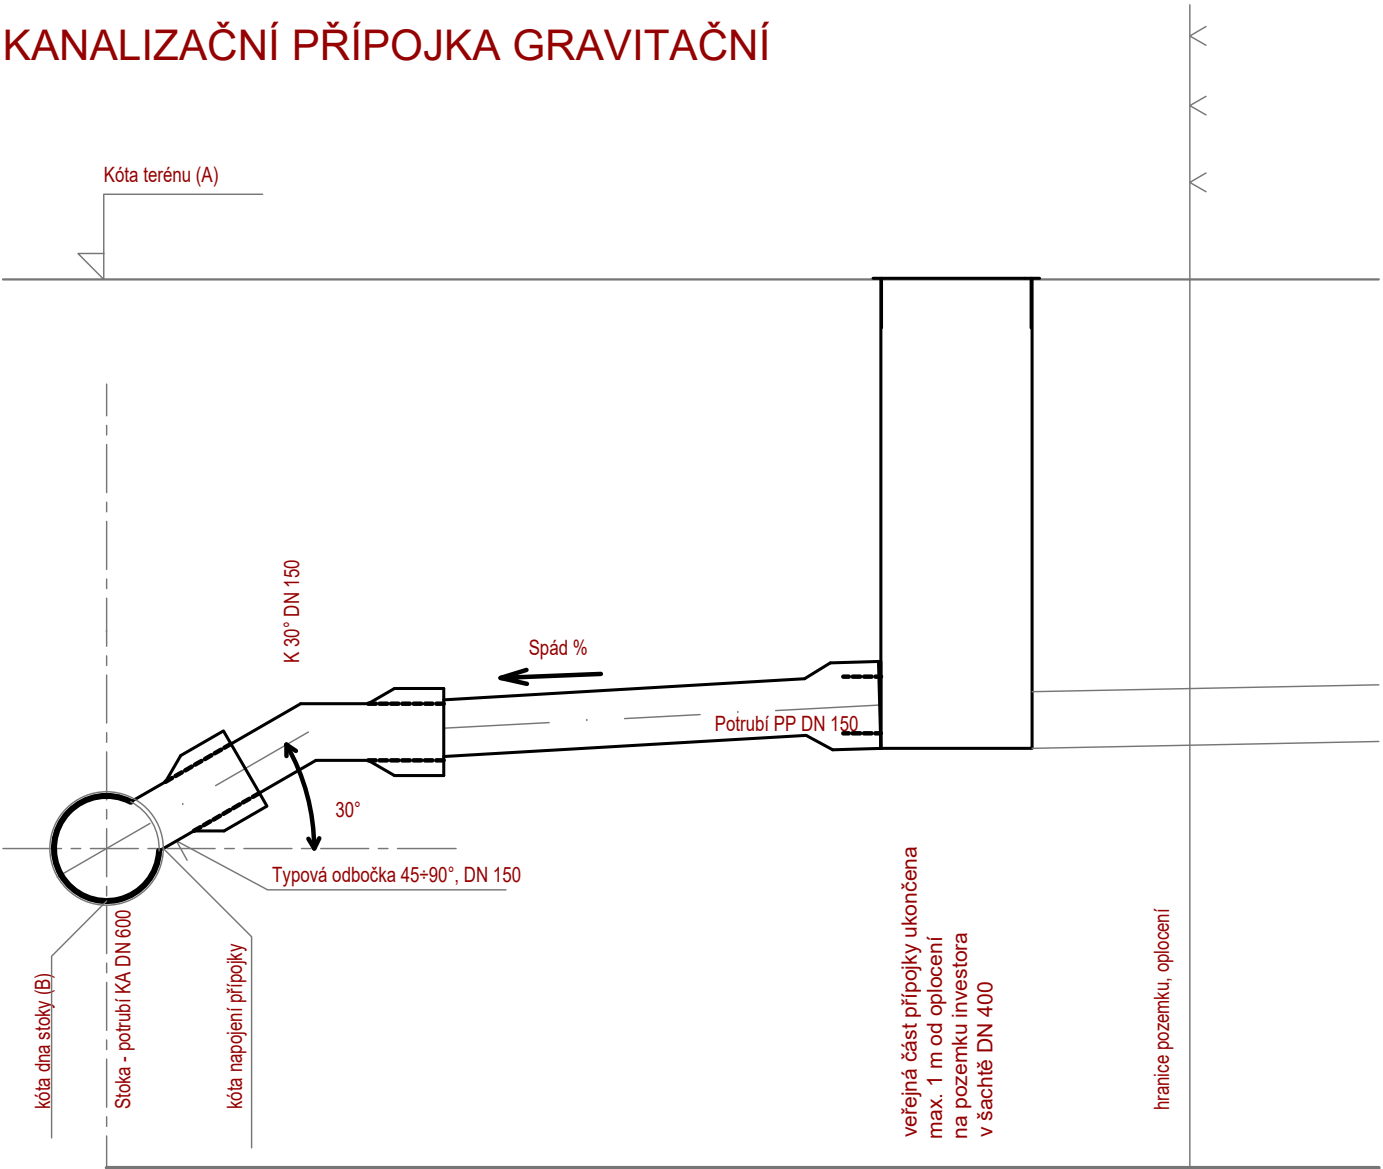 KANALIZAČNÍ PŘÍPOJKA GRAVITAČNÍ
Kóta terénu (A)
K 30° DN 150
Spád %
Potrubí PP DN 150
30°
Typová odbočka 45÷90°, DN 150
kóta dna stoky (B)
Stoka - potrubí KA DN 600
kóta napojení přípojky
veřejná část přípojky ukončena
max. 1 m od oplocení
na pozemku investora
v šachtě DN 400
hranice pozemku, oplocení